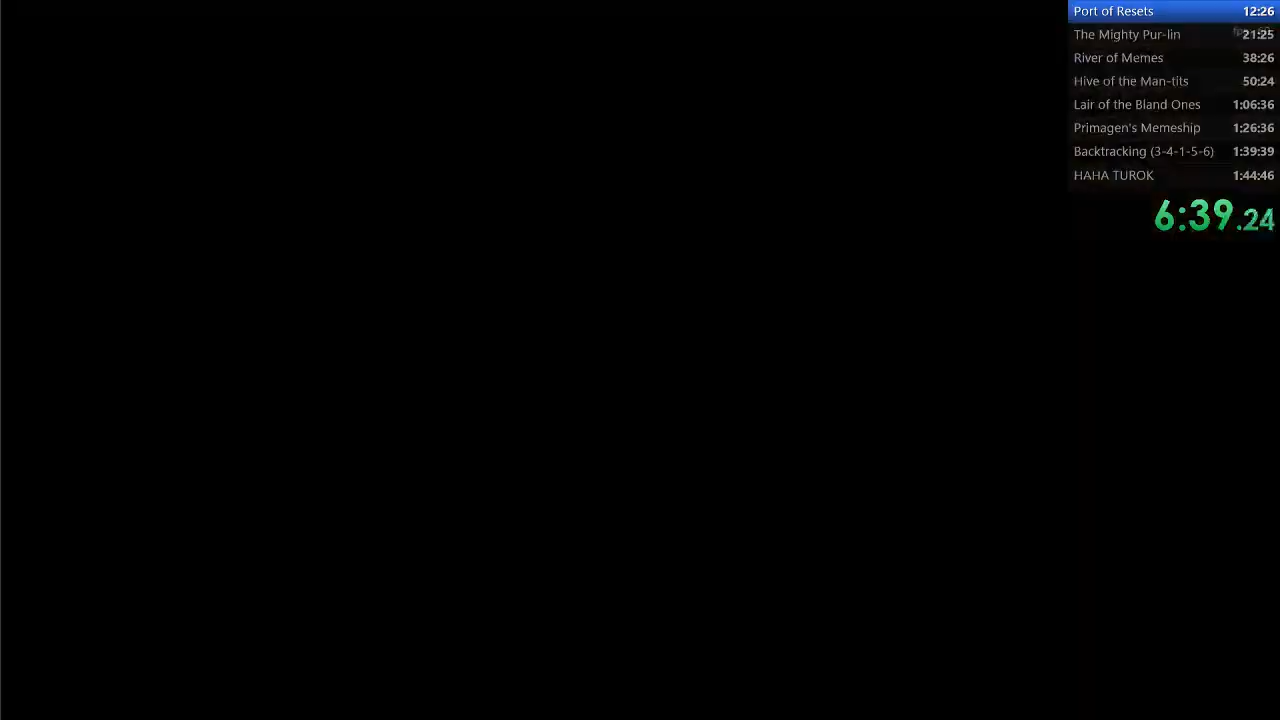 Port of Resets 12:26
The Mighty Pur-lin 21:25
River of Memes 38:26
Hive of the Man-tits 50:24
Lair of the Bland Ones 1:06:36
Primagen's Memeship 1:26:36
Backtracking (3-4-1-5-6) 1:39:39
HAHA TUROK 1:44:46
6:39.24